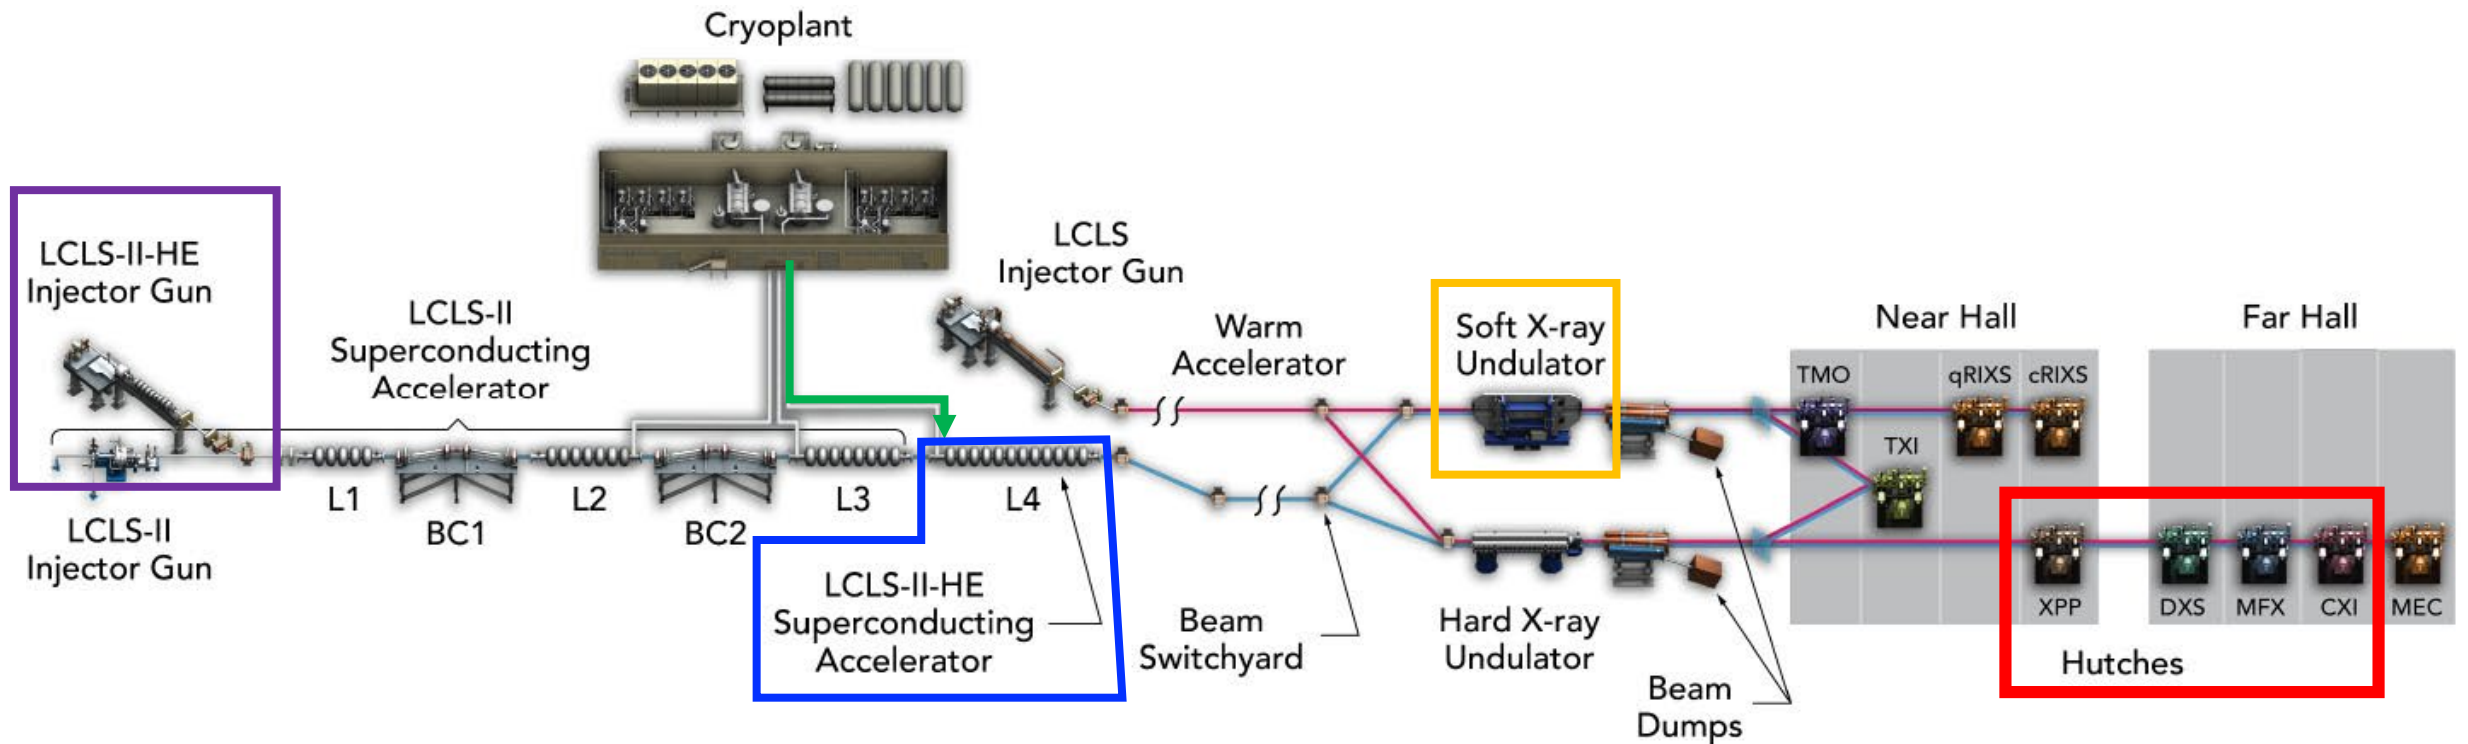 Cryoplant
LCLS-II-HE
Injector Gun
LCLS-II
Superconducting
Accelerator
LCLS
Injector Gun
Warm
Accelerator
Soft X-ray
Undulator
Near Hall
Far Hall
TMO
qRIXS
cRIXS
TXI
LCLS-II
Injector Gun
L1
BC1
L2
BC2
L3
L4
LCLS-II-HE
Superconducting
Accelerator
Beam
Switchyard
Hard X-ray
Undulator
Beam
Dumps
XPP
DXS
MFX
CXI
MEC
Hutches